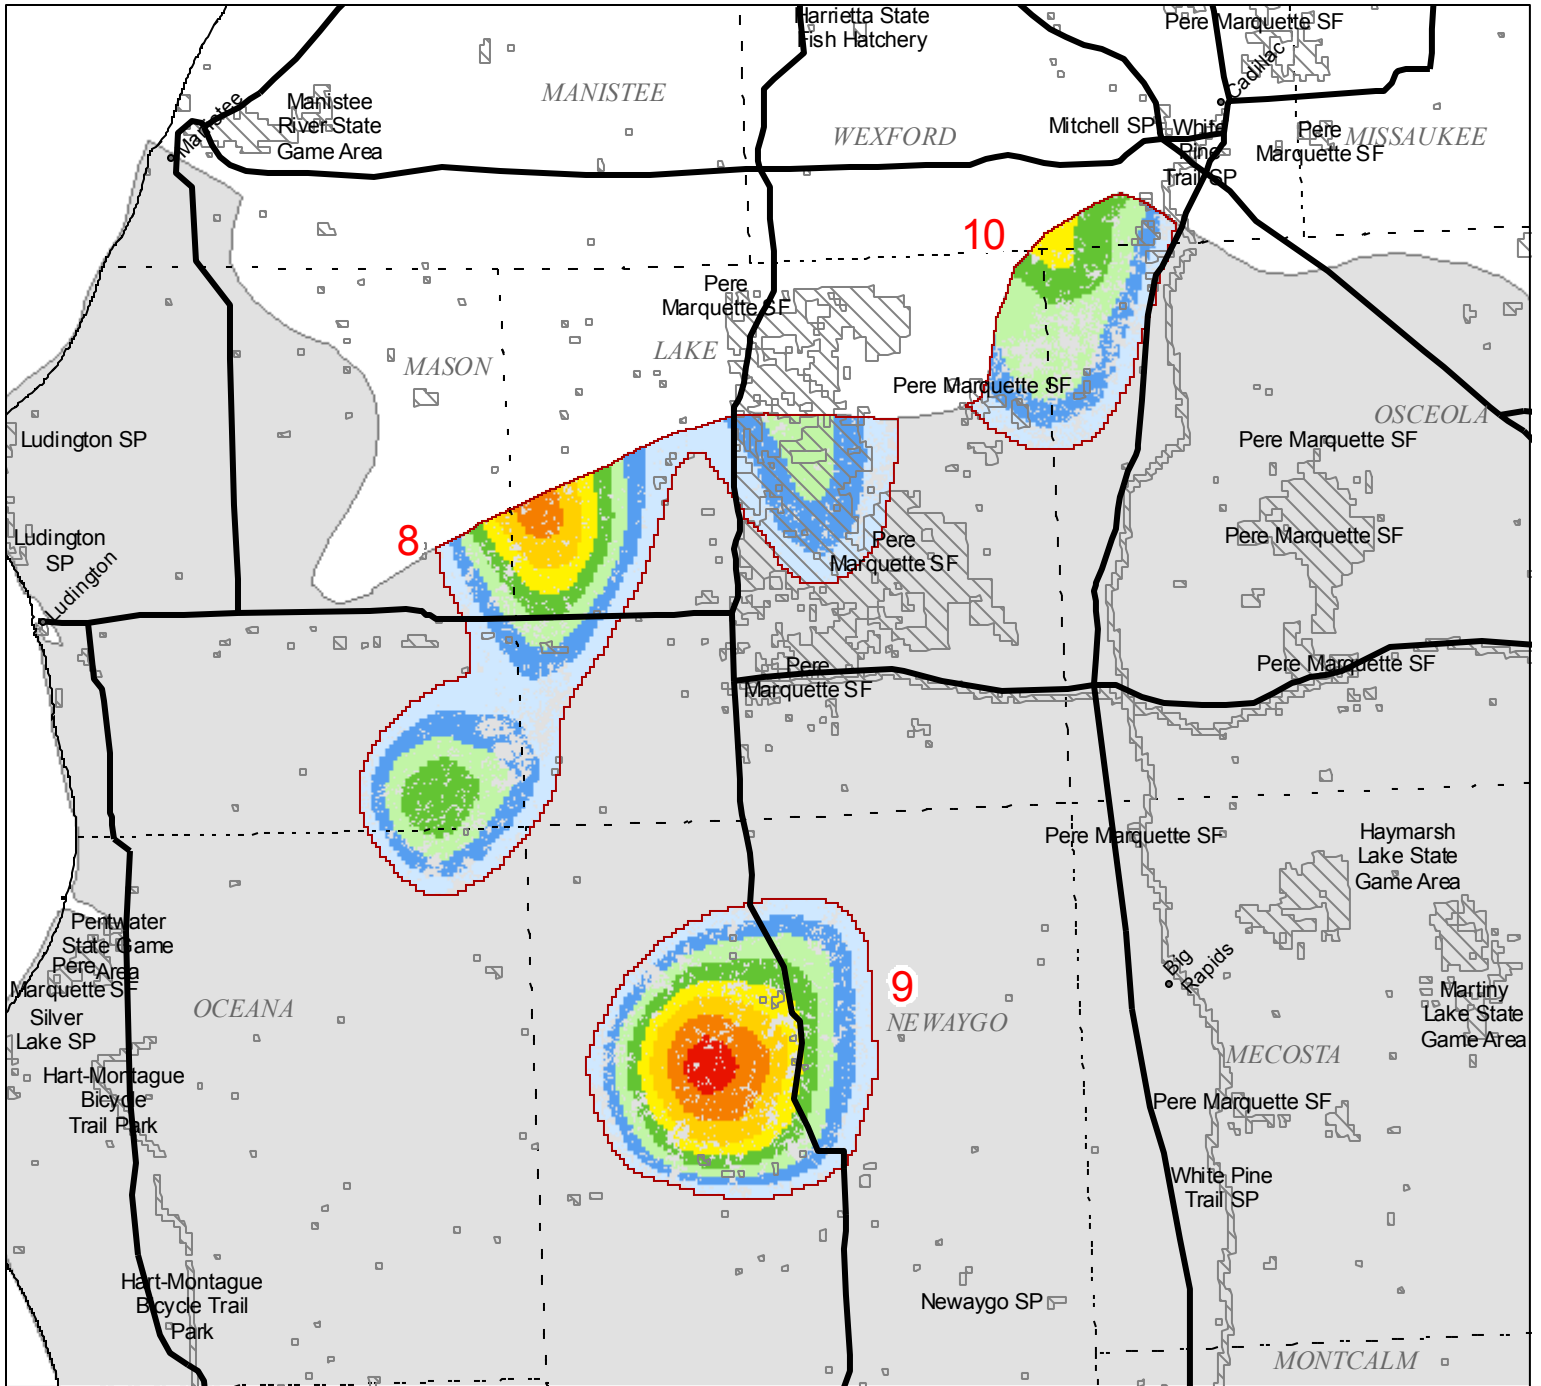 Harrietta State
Fish Hatchery
Pere Marquette SF
Cadillac
MANISTEE
Manistee
Manistee
River State
Game Area
WEXFORD
Mitchell SP
White
Pine
Trail SP
Pere
Marquette SF
MISSAUKEE
10
Pere
Marquette SF
LAKE
MASON
Pere Marquette SF
OSCEOLA
Ludington SP
Pere Marquette SF
8
Ludington
SP
Ludington
Pere
Marquette SF
Pere Marquette SF
Pere
Marquette SF
Pere Marquette SF
Pere Marquette SF
Haymarsh
Lake State
Game Area
Pentwater
State Game
Area
Pere
Marquette SF
Big
Rapids
9
OCEANA
NEWAYGO
Martiny
Lake State
Game Area
Silver
Lake SP
MECOSTA
Hart-Montague
Bicycle
Trail Park
Pere Marquette SF
White Pine
Trail SP
Hart-Montague
Bicycle Trail
Park
Newaygo SP
MONTCALM